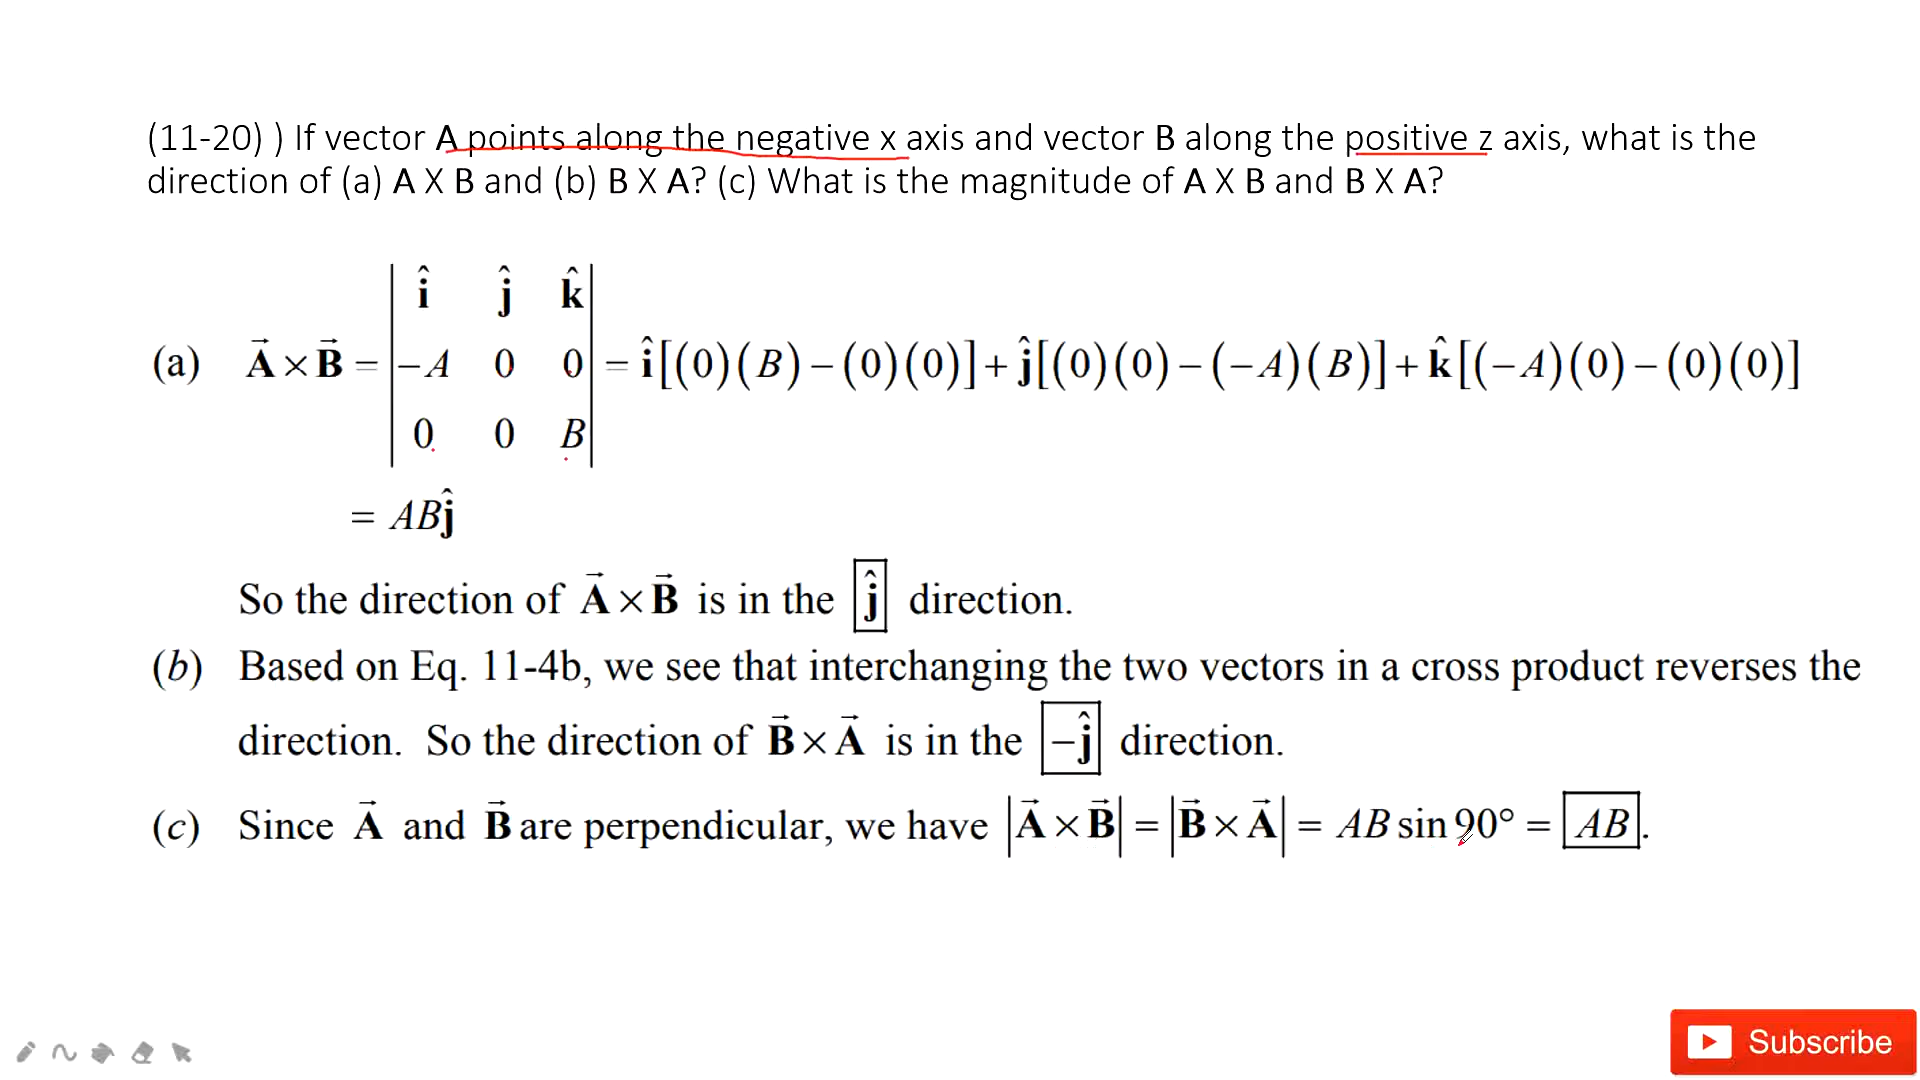 (11-20) ) If vector A points along the negative x axis and vector B along the positive z axis, what is the
direction of (a) A X B and (b) B X A? (c) What is the magnitude of A X B and B X A?
(a) A⃗ × B⃗ = | î ĵ k̂ ; −A 0 0 ; 0 0 B | = î[(0)(B) − (0)(0)] + ĵ[(0)(0) − (−A)(B)] + k̂[(−A)(0) − (0)(0)]
= ABĵ
So the direction of A⃗ × B⃗ is in the ĵ direction.
(b) Based on Eq. 11-4b, we see that interchanging the two vectors in a cross product reverses the
direction. So the direction of B⃗ × A⃗ is in the −ĵ direction.
(c) Since A⃗ and B⃗ are perpendicular, we have |A⃗ × B⃗| = |B⃗ × A⃗| = AB sin 90° = AB.
Subscribe